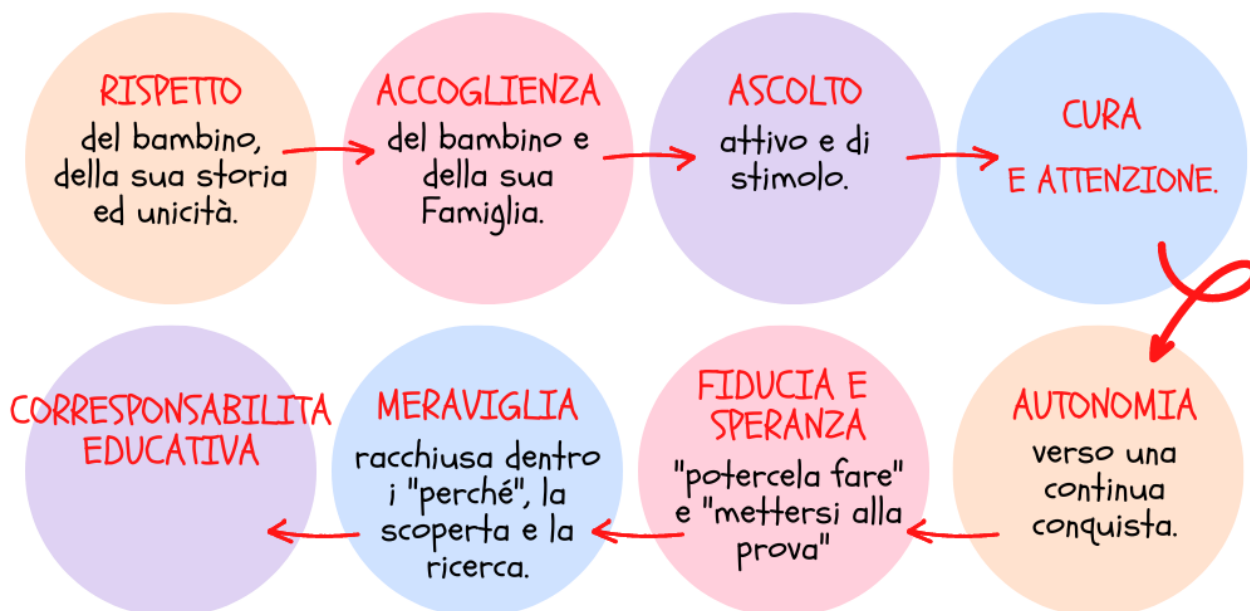 RISPETTO
del bambino,
della sua storia
ed unicità.
ACCOGLIENZA
del bambino e
della sua
Famiglia.
ASCOLTO
attivo e di
stimolo.
CURA
E ATTENZIONE.
AUTONOMIA
verso una
continua
conquista.
FIDUCIA E
SPERANZA
"potercela fare"
e "mettersi alla
prova"
MERAVIGLIA
racchiusa dentro
i "perché", la
scoperta e la
ricerca.
CORRESPONSABILITA
EDUCATIVA